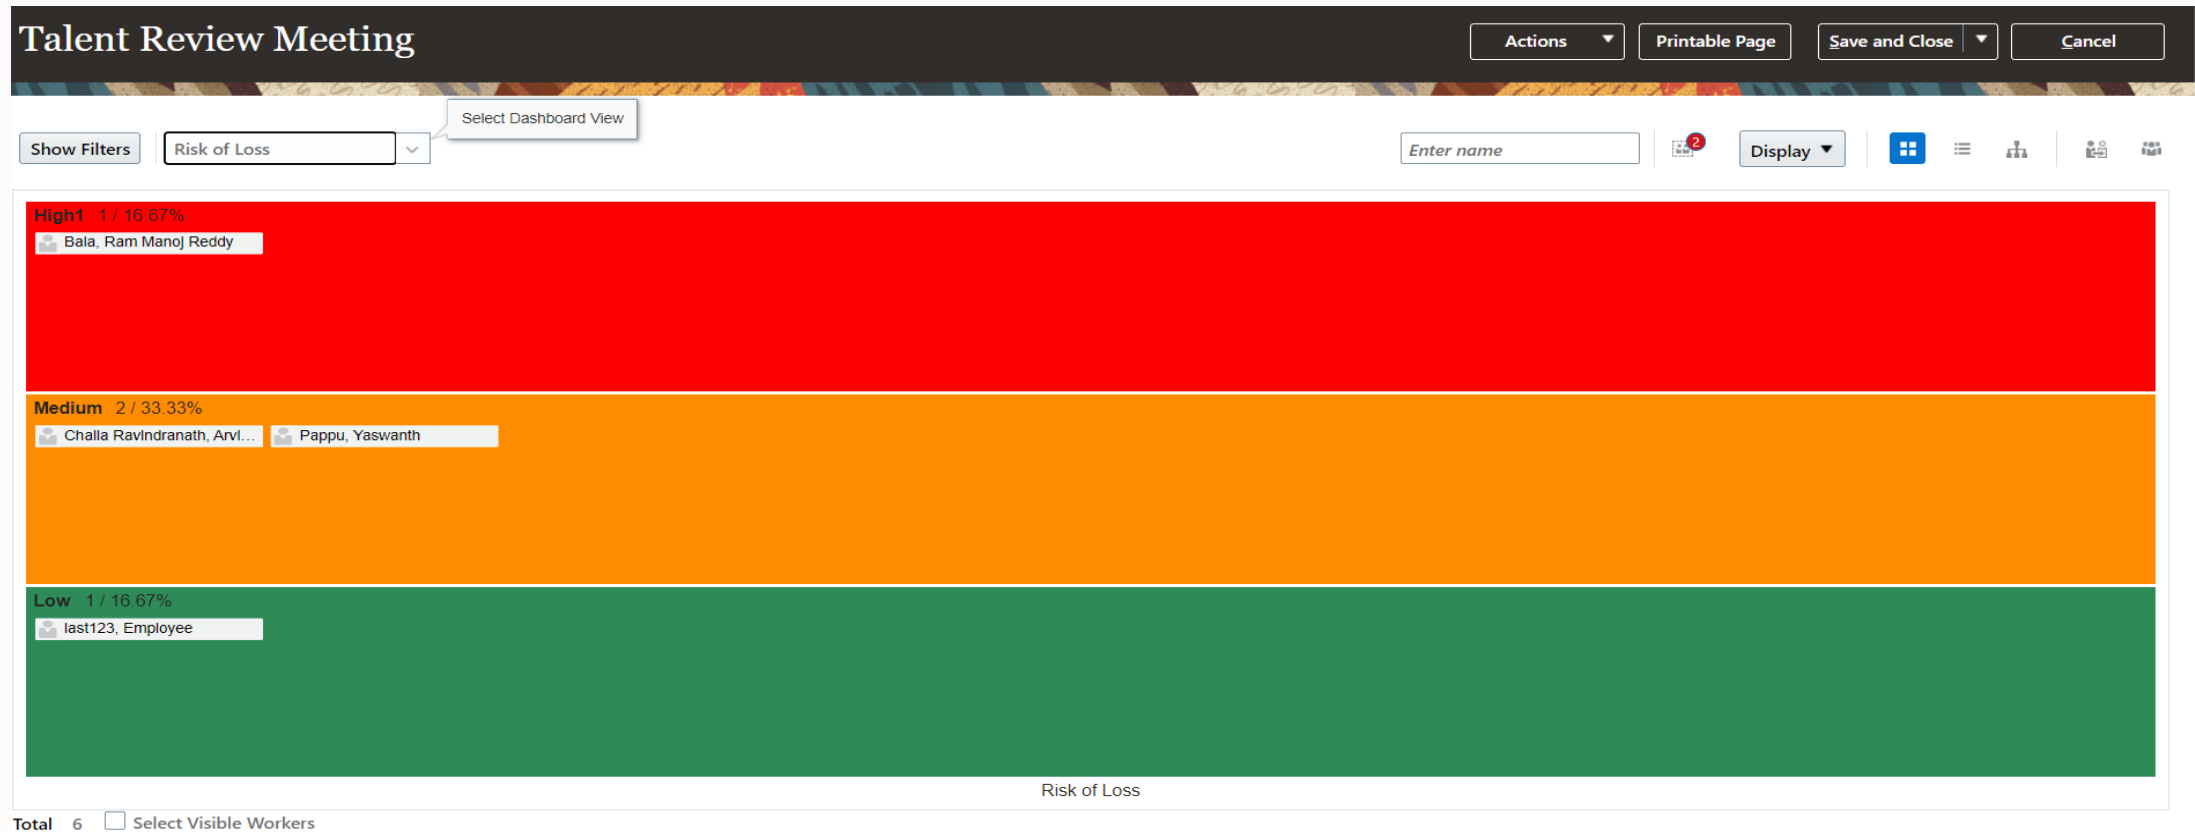 Talent Review Meeting
Actions
Printable Page
Save and Close
Cancel
Select Dashboard View
Show Filters
Risk of Loss
Enter name
2
Display
High1 1 / 16.67%
Bala, Ram Manoj Reddy
Medium 2 / 33.33%
Challa Ravindranath, Arvi...
Pappu, Yaswanth
Low 1 / 16.67%
last123, Employee
Risk of Loss
Total 6 Select Visible Workers